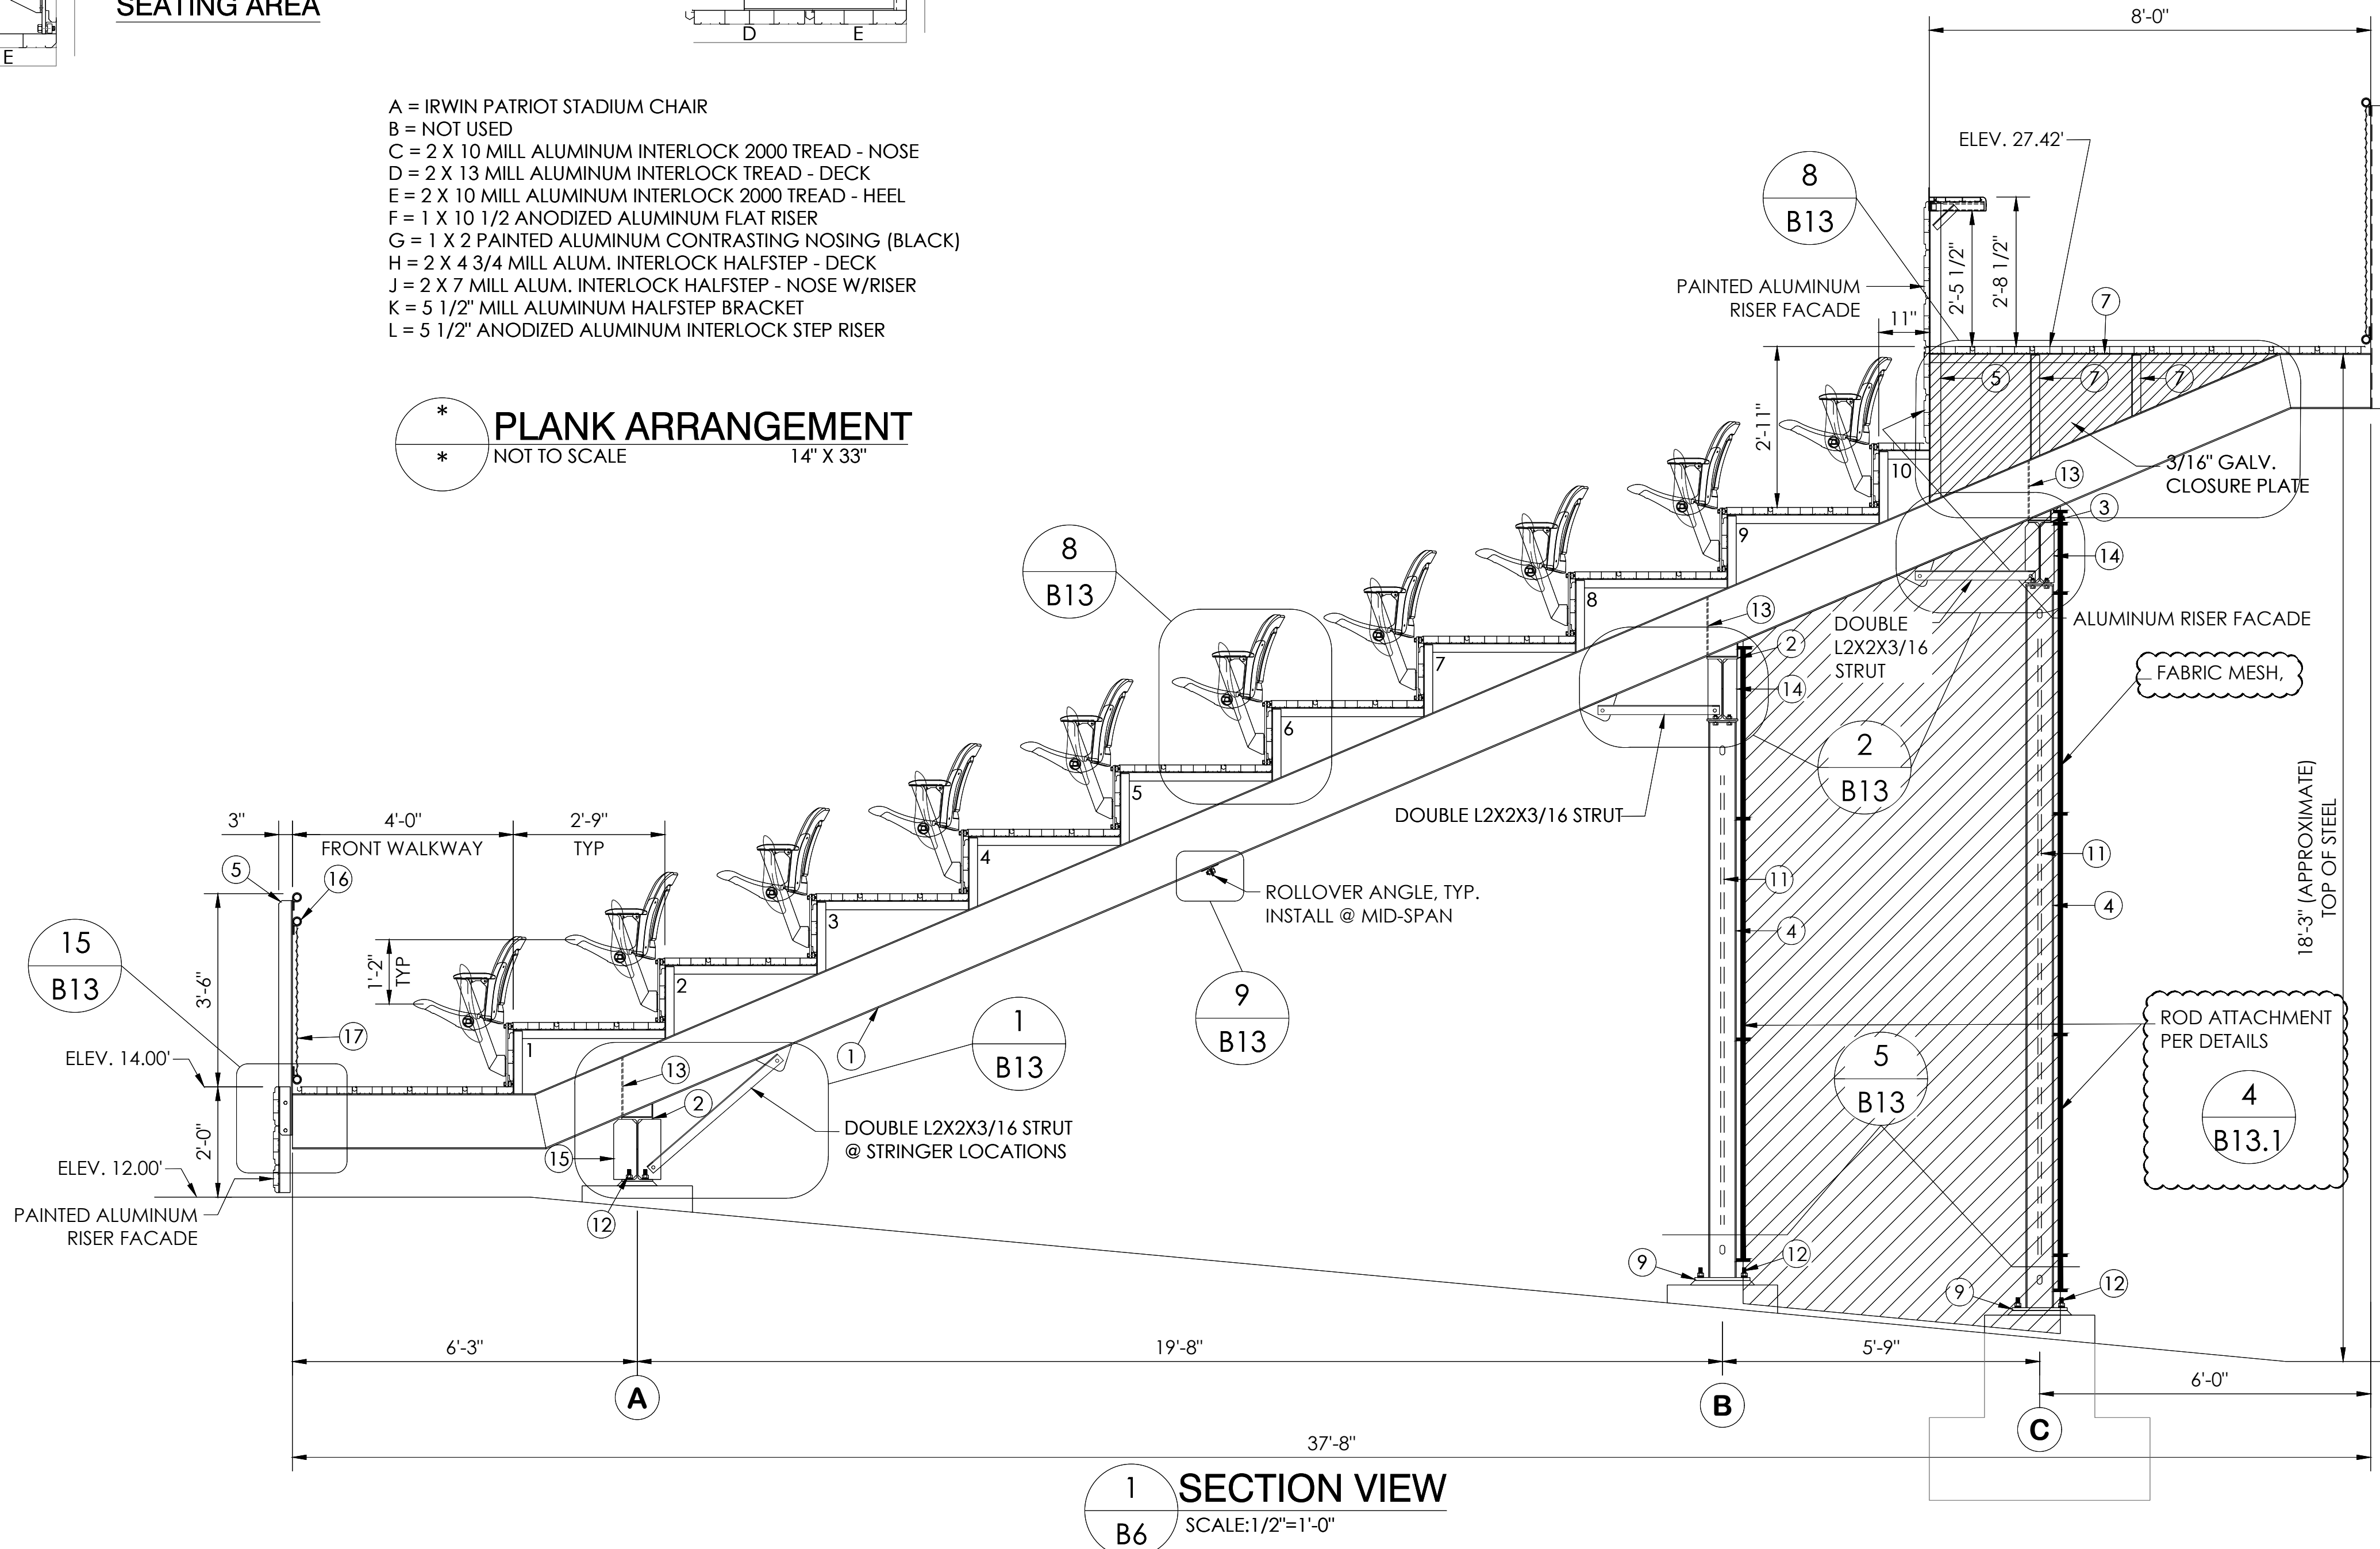 SEATING AREA
E
D
E
A = IRWIN PATRIOT STADIUM CHAIR
B = NOT USED
C = 2 X 10 MILL ALUMINUM INTERLOCK 2000 TREAD - NOSE
D = 2 X 13 MILL ALUMINUM INTERLOCK TREAD - DECK
E = 2 X 10 MILL ALUMINUM INTERLOCK 2000 TREAD - HEEL
F = 1 X 10 1/2 ANODIZED ALUMINUM FLAT RISER
G = 1 X 2 PAINTED ALUMINUM CONTRASTING NOSING (BLACK)
H = 2 X 4 3/4 MILL ALUM. INTERLOCK HALFSTEP - DECK
J = 2 X 7 MILL ALUM. INTERLOCK HALFSTEP - NOSE W/RISER
K = 5 1/2" MILL ALUMINUM HALFSTEP BRACKET
L = 5 1/2" ANODIZED ALUMINUM INTERLOCK STEP RISER
*
*
PLANK ARRANGEMENT
NOT TO SCALE 14" X 33"
8'-0"
ELEV. 27.42'
8
B13
PAINTED ALUMINUM
RISER FACADE
2'-5 1/2"
2'-8 1/2"
7
11"
2'-11"
5
7
7
3/16" GALV.
CLOSURE PLATE
13
3
14
10
9
8
7
6
5
4
3
2
1
8
B13
13
2
14
DOUBLE
L2X2X3/16
STRUT
ALUMINUM RISER FACADE
FABRIC MESH,
2
B13
DOUBLE L2X2X3/16 STRUT
18'-3" (APPROXIMATE)
TOP OF STEEL
3"
4'-0"
FRONT WALKWAY
2'-9"
TYP
5
16
15
B13
3'-6"
1'-2"
TYP
17
ELEV. 14.00'
2'-0"
ELEV. 12.00'
PAINTED ALUMINUM
RISER FACADE
ROLLOVER ANGLE, TYP.
INSTALL @ MID-SPAN
9
B13
1
B13
1
13
2
DOUBLE L2X2X3/16 STRUT
@ STRINGER LOCATIONS
15
12
11
4
11
4
ROD ATTACHMENT
PER DETAILS
4
B13.1
5
B13
9
12
9
12
6'-3"
19'-8"
5'-9"
6'-0"
A
B
C
37'-8"
1
B6
SECTION VIEW
SCALE:1/2"=1'-0"